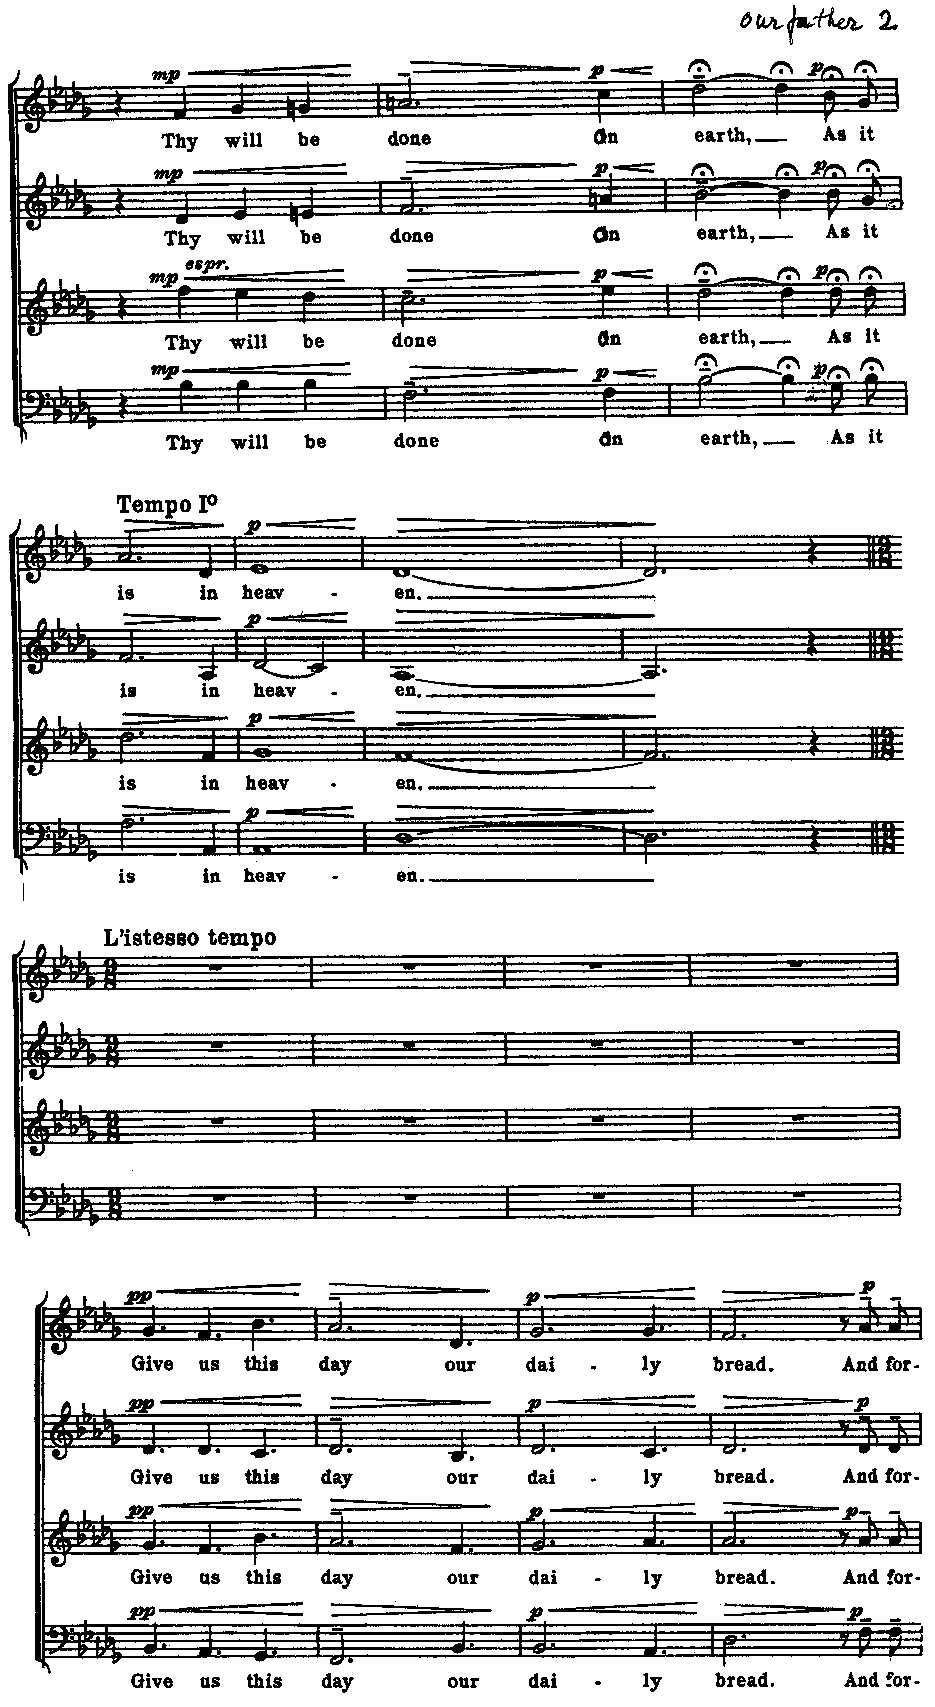 our father 2.
mp p p
Thy will be done On earth, As it
mp p p
Thy will be done On earth, As it
mp espr. p p
Thy will be done On earth, As it
mp p p
Thy will be done On earth, As it
Tempo Iº
p
is in heav - en.
p
is in heav - en.
p
is in heav - en.
p
is in heav - en.
L'istesso tempo
pp p p
Give us this day our dai - ly bread. And for-
pp p p
Give us this day our dai - ly bread. And for-
pp p p
Give us this day our dai - ly bread. And for-
pp p p
Give us this day our dai - ly bread. And for-